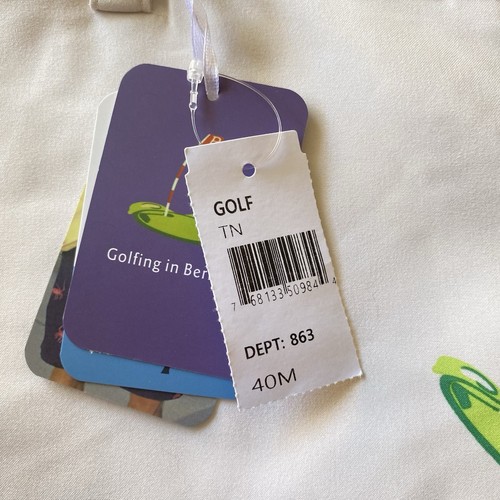 Golfing in Ber
GOLF
TN
7 68133 50984 4
DEPT: 863
40M